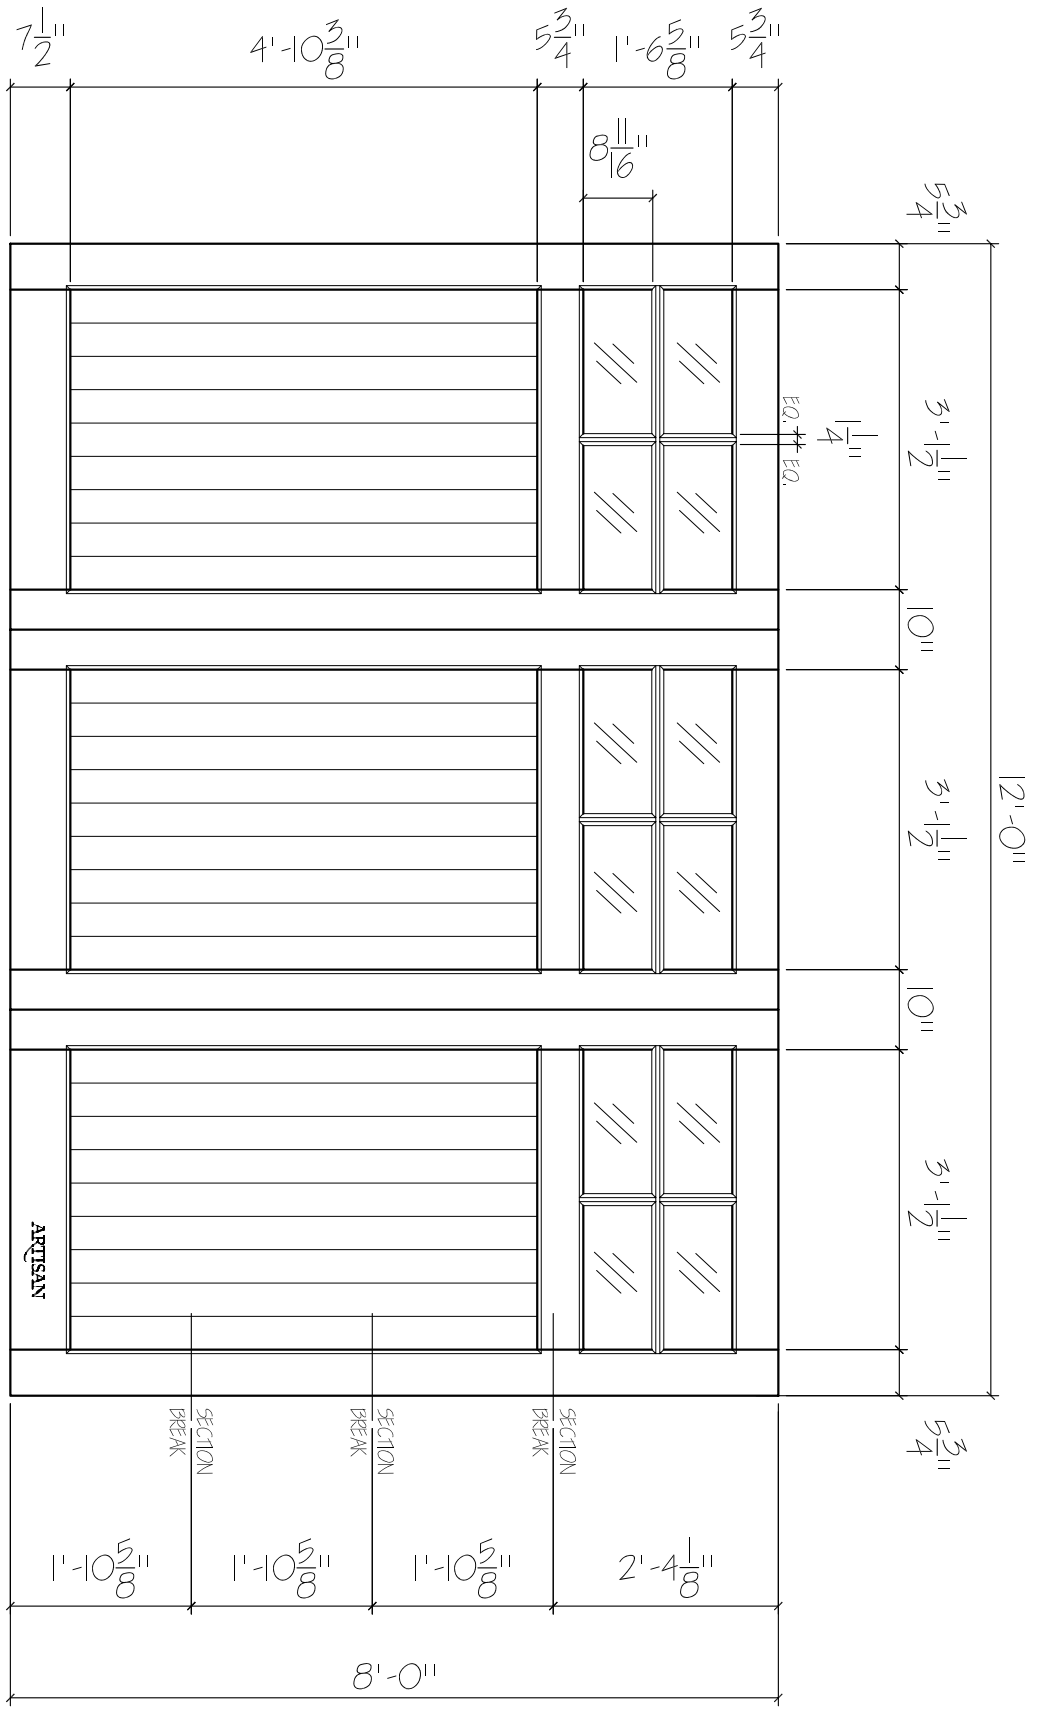 7 1/2"
4'-10 3/8"
5 3/4"
1'-6 5/8"
5 3/4"
8 11/16"
5 3/4"
3'-1 1/2"
10"
3'-1 1/2"
10"
3'-1 1/2"
5 3/4"
12'-0"
EQ.
EQ.
1 1/4"
ARTISAN
SECTION
BREAK
SECTION
BREAK
SECTION
BREAK
1'-10 5/8"
1'-10 5/8"
1'-10 5/8"
2'-4 1/8"
8'-0"